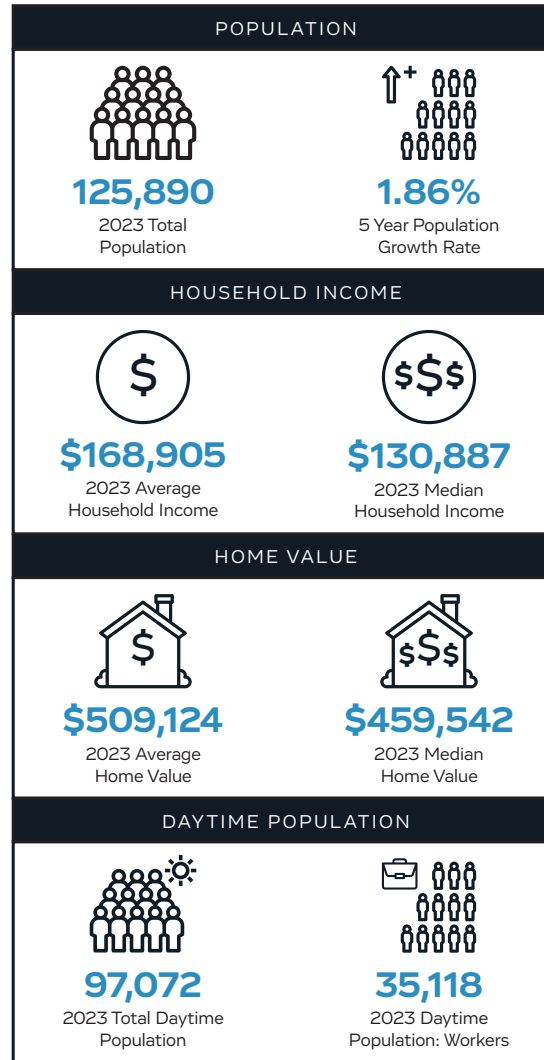 POPULATION
125,890
2023 Total
Population
1.86%
5 Year Population
Growth Rate
HOUSEHOLD INCOME
$
$168,905
2023 Average
Household Income
$$$
$130,887
2023 Median
Household Income
HOME VALUE
$
$509,124
2023 Average
Home Value
$$$
$459,542
2023 Median
Home Value
DAYTIME POPULATION
97,072
2023 Total Daytime
Population
35,118
2023 Daytime
Population: Workers